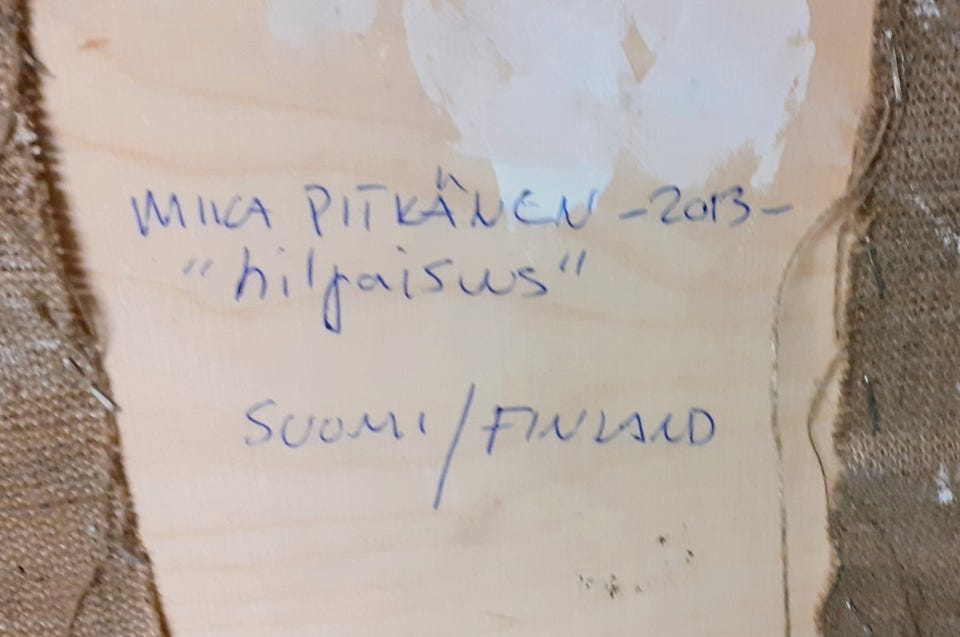 MIKA PITKÄNEN -2013-
"hiljaisuus"
SUOMI/FINLAND